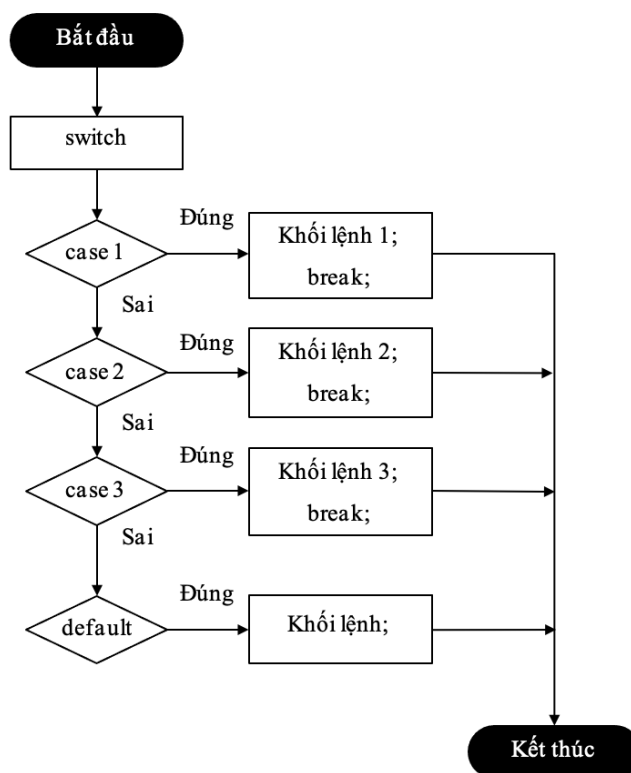 Bắt đầu
switch
Đúng
case 1
Khối lệnh 1;
break;
Sai
Đúng
case 2
Khối lệnh 2;
break;
Sai
Đúng
case 3
Khối lệnh 3;
break;
Sai
Đúng
default
Khối lệnh;
Kết thúc